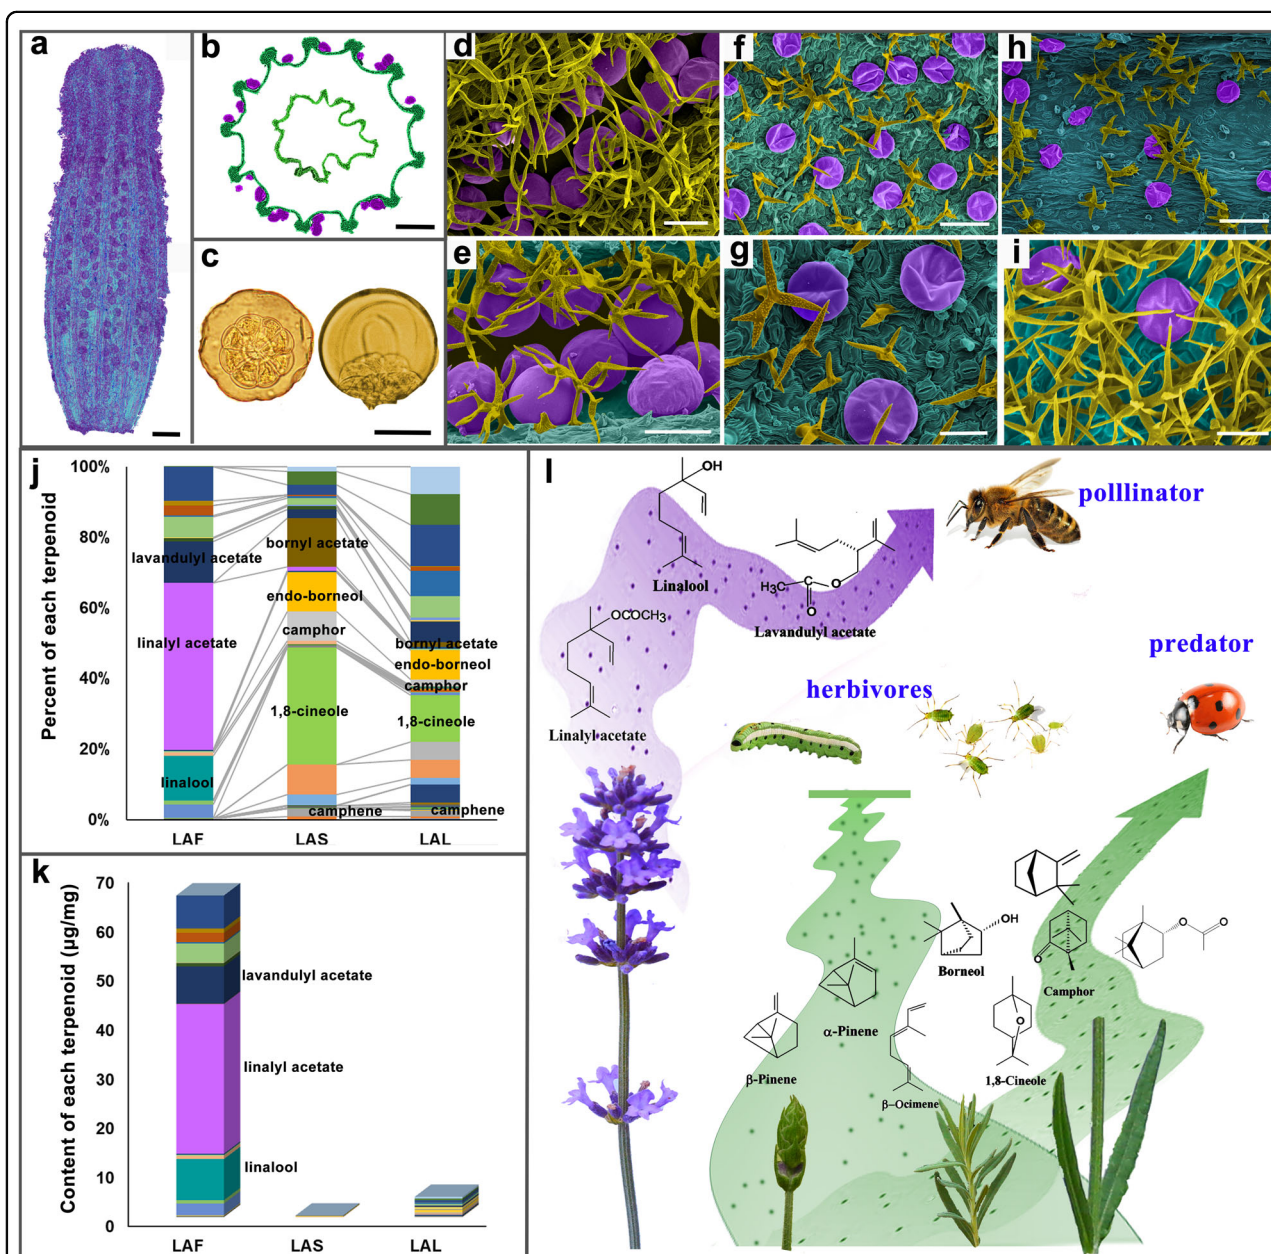 a
b
c
d
e
f
g
h
i
j
100%
80%
60%
40%
20%
0%
Percent of each terpenoid
lavandulyl acetate
linalyl acetate
linalool
bornyl acetate
endo-borneol
camphor
1,8-cineole
camphene
bornyl acetate
endo-borneol
camphor
1,8-cineole
camphene
LAF
LAS
LAL
k
70
60
50
40
30
20
10
0
Content of each terpenoid (µg/mg)
lavandulyl acetate
linalyl acetate
linalool
LAF
LAS
LAL
l
OH
Linalool
H₃C
C
O
O
Lavandulyl acetate
OCOCH₃
Linalyl acetate
polllinator
predator
herbivores
OH
Borneol
O
Camphor
O
O
α-Pinene
β-Pinene
β-Ocimene
O
1,8-Cineole